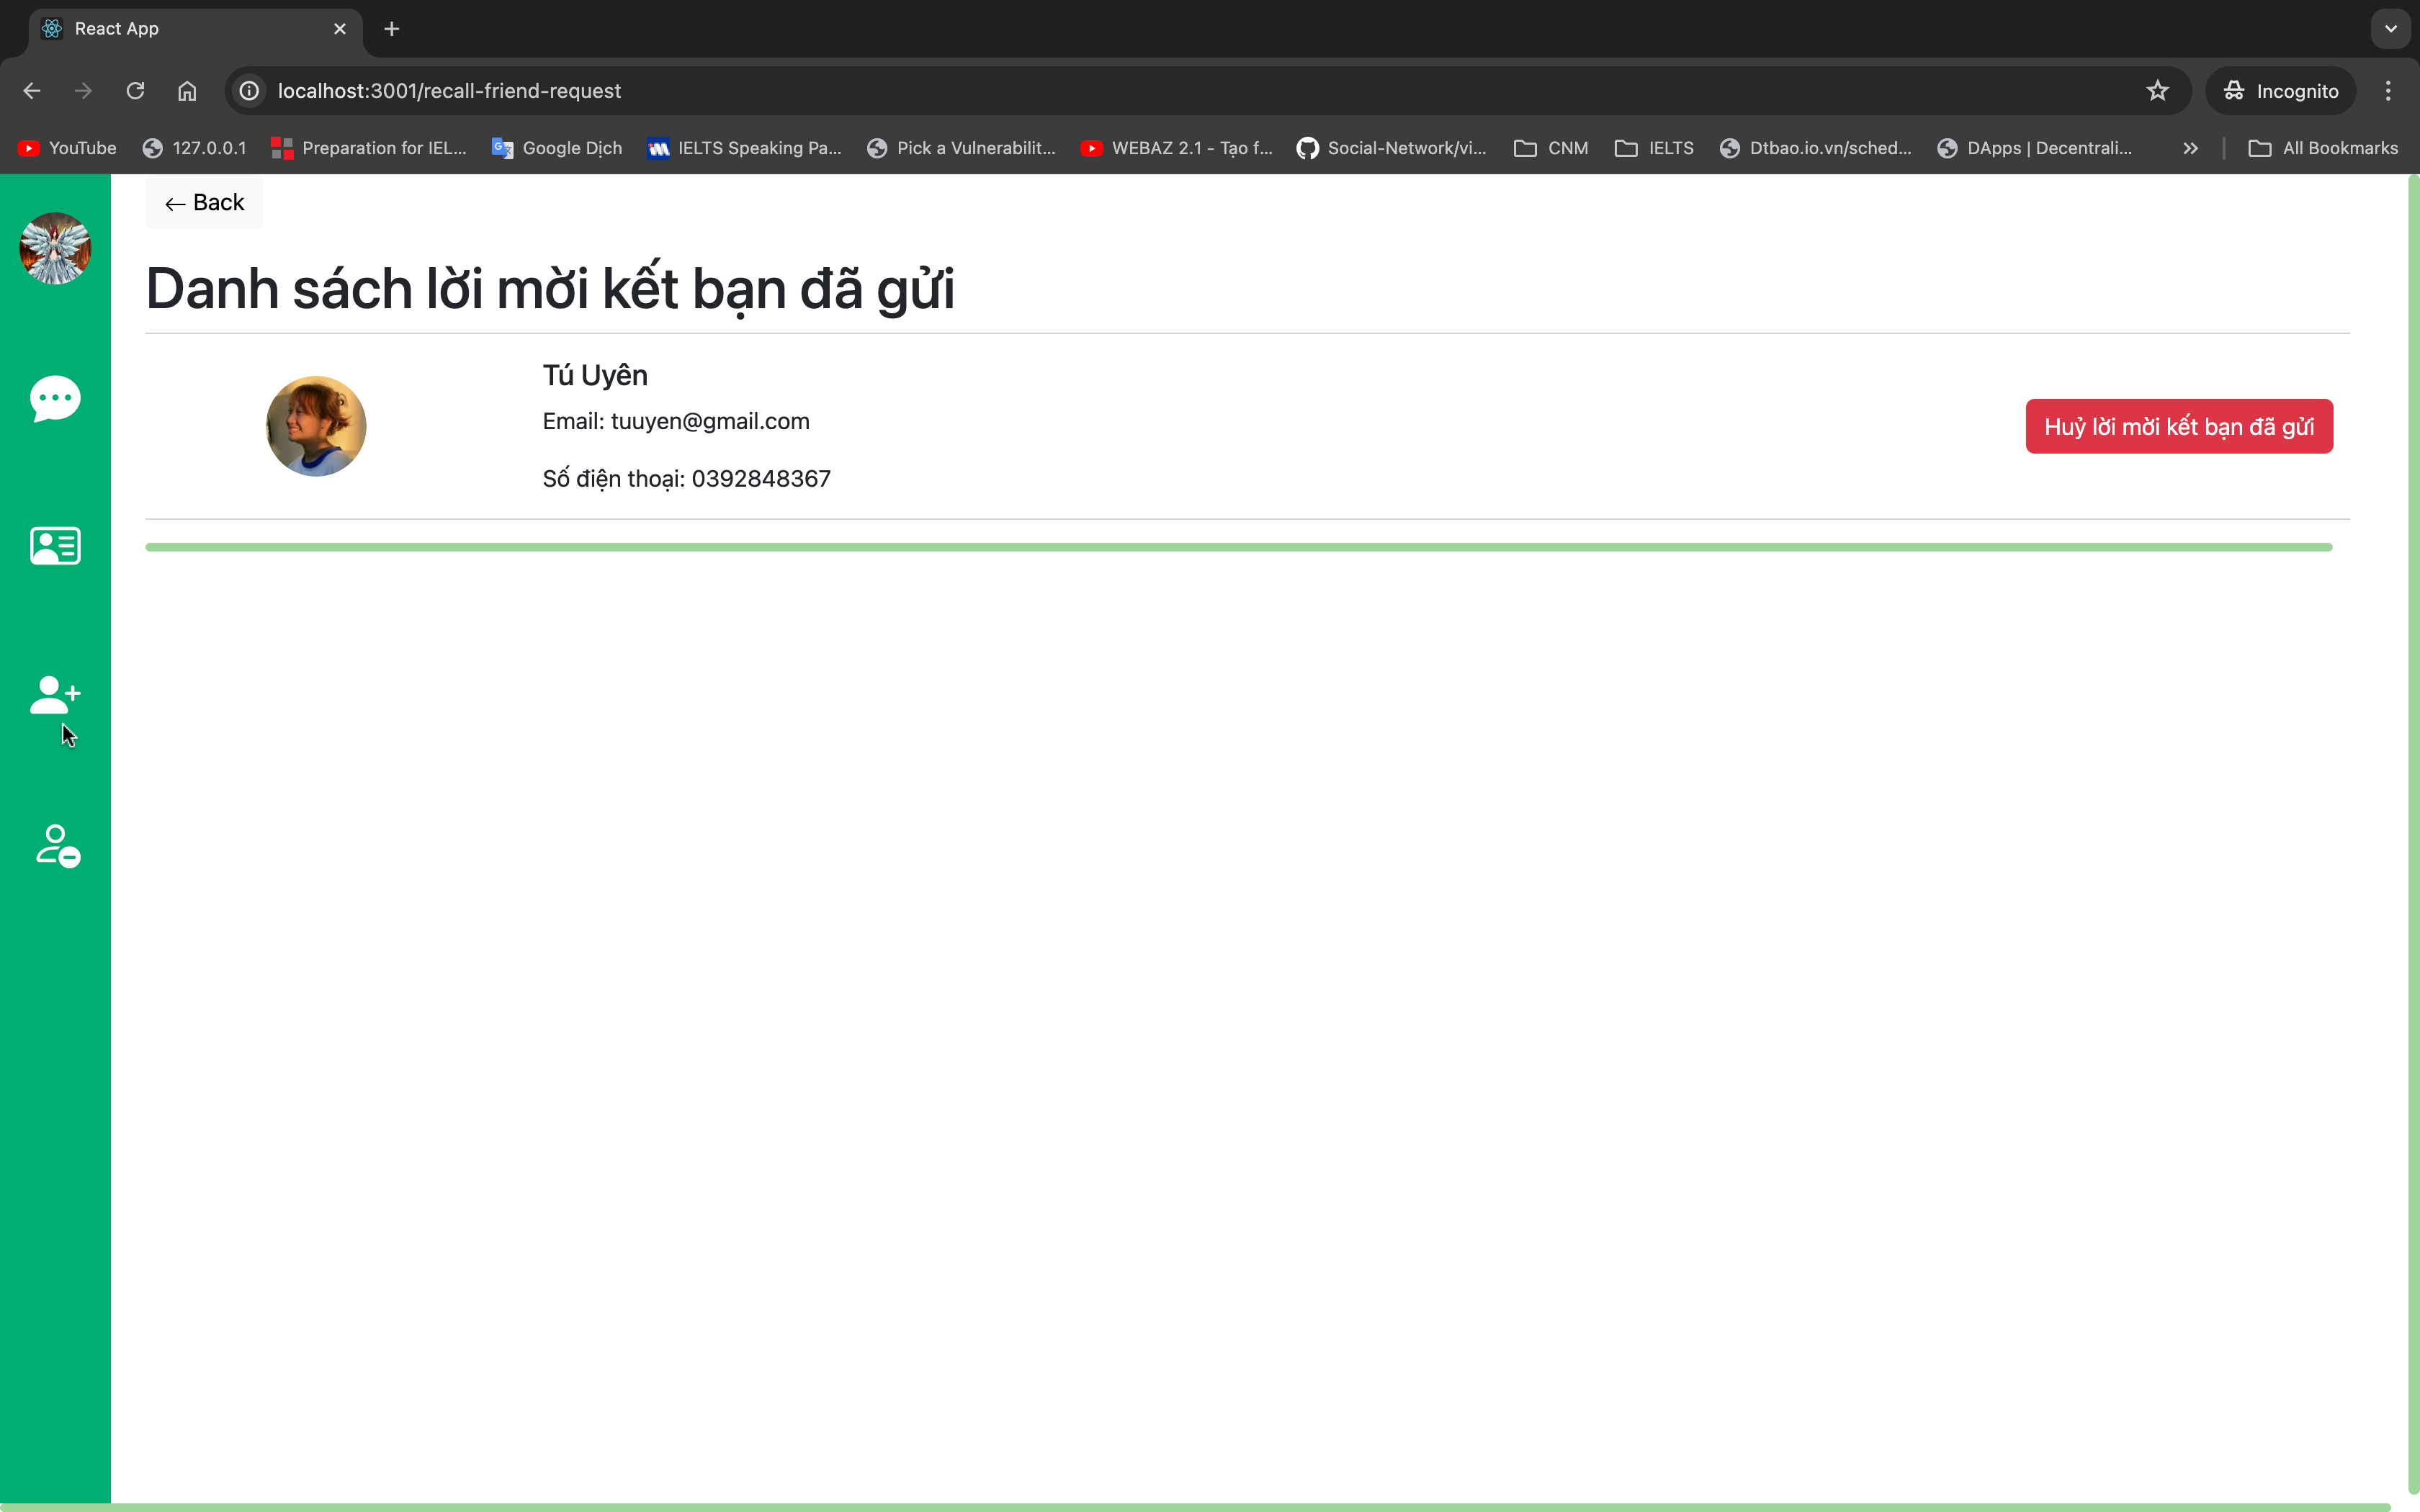 React App
localhost:3001/recall-friend-request
Incognito
YouTube 127.0.0.1 Preparation for IEL... Google Dịch IELTS Speaking Pa... Pick a Vulnerabilit... WEBAZ 2.1 - Tạo f... Social-Network/vi... CNM IELTS Dtbao.io.vn/sched... DApps | Decentrali... All Bookmarks
← Back
Danh sách lời mời kết bạn đã gửi
Tú Uyên
Email: tuuyen@gmail.com
Huỷ lời mời kết bạn đã gửi
Số điện thoại: 0392848367